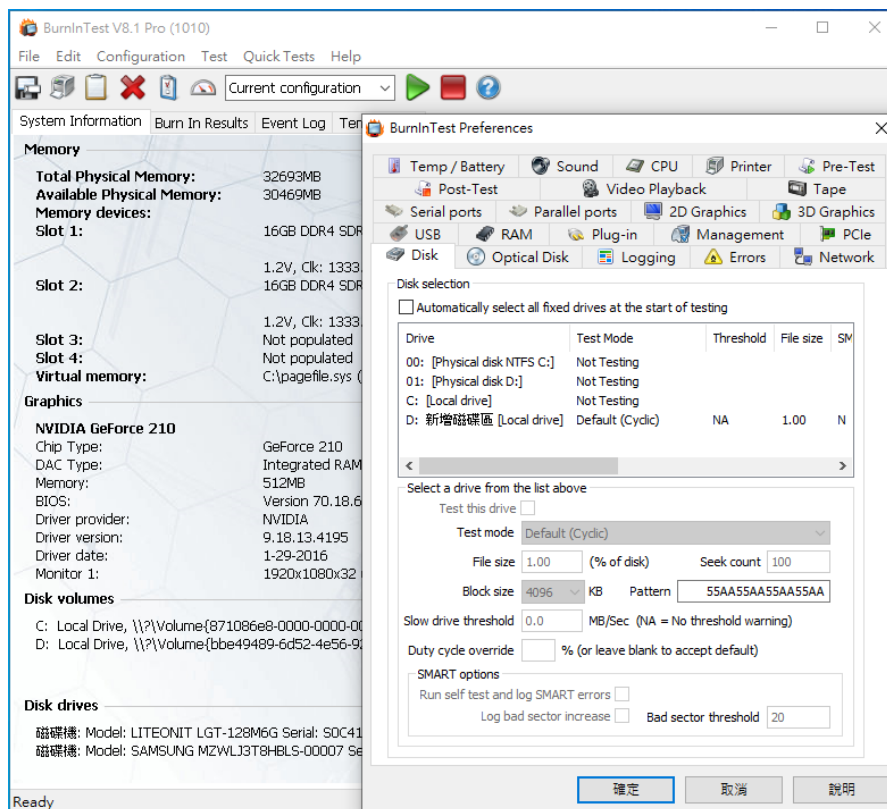 BurnInTest V8.1 Pro (1010)
File Edit Configuration Test Quick Tests Help
Current configuration
System Information Burn In Results Event Log
Memory
Total Physical Memory: 32693MB
Available Physical Memory: 30469MB
Memory devices:
Slot 1: 16GB DDR4
1.2V, Clk: 1333.
Slot 2: 16GB DDR4
1.2V, Clk: 1333.
Slot 3: Not populated
Slot 4: Not populated
Virtual memory: C:\pagefile.sys (
Graphics
NVIDIA GeForce 210
Chip Type: GeForce 210
DAC Type: Integrated RAM
Memory: 512MB
BIOS: Version 70.18.6
Driver provider: NVIDIA
Driver version: 9.18.13.4195
Driver date: 1-29-2016
Monitor 1: 1920x1080x32
Disk volumes
C: Local Drive, \\?\Volume{871086e8-0000-0000-00
D: Local Drive, \\?\Volume{bbe49489-6d52-4e56-92
Disk drives
磁碟機: Model: LITEONIT LGT-128M6G Serial: S0C41
磁碟機: Model: SAMSUNG MZWLJ3T8HBLS-00007 Se
Ready
BurnInTest Preferences
Temp / Battery Sound CPU Printer Pre-Test
Post-Test Video Playback Tape
Serial ports Parallel ports 2D Graphics 3D Graphics
USB RAM Plug-in Management PCIe
Disk Optical Disk Logging Errors Network
Disk selection
Automatically select all fixed drives at the start of testing
Drive Test Mode Threshold File size SM
00: [Physical disk NTFS C:] Not Testing
01: [Physical disk D:] Not Testing
C: [Local drive] Not Testing
D: 新增磁碟區 [Local drive] Default (Cyclic) NA 1.00 N
Select a drive from the list above
Test this drive
Test mode Default (Cyclic)
File size 1.00 (% of disk) Seek count 100
Block size 4096 KB Pattern 55AA55AA55AA55AA
Slow drive threshold 0.0 MB/Sec (NA = No threshold warning)
Duty cycle override % (or leave blank to accept default)
SMART options
Run self test and log SMART errors
Log bad sector increase Bad sector threshold 20
確定 取消 說明